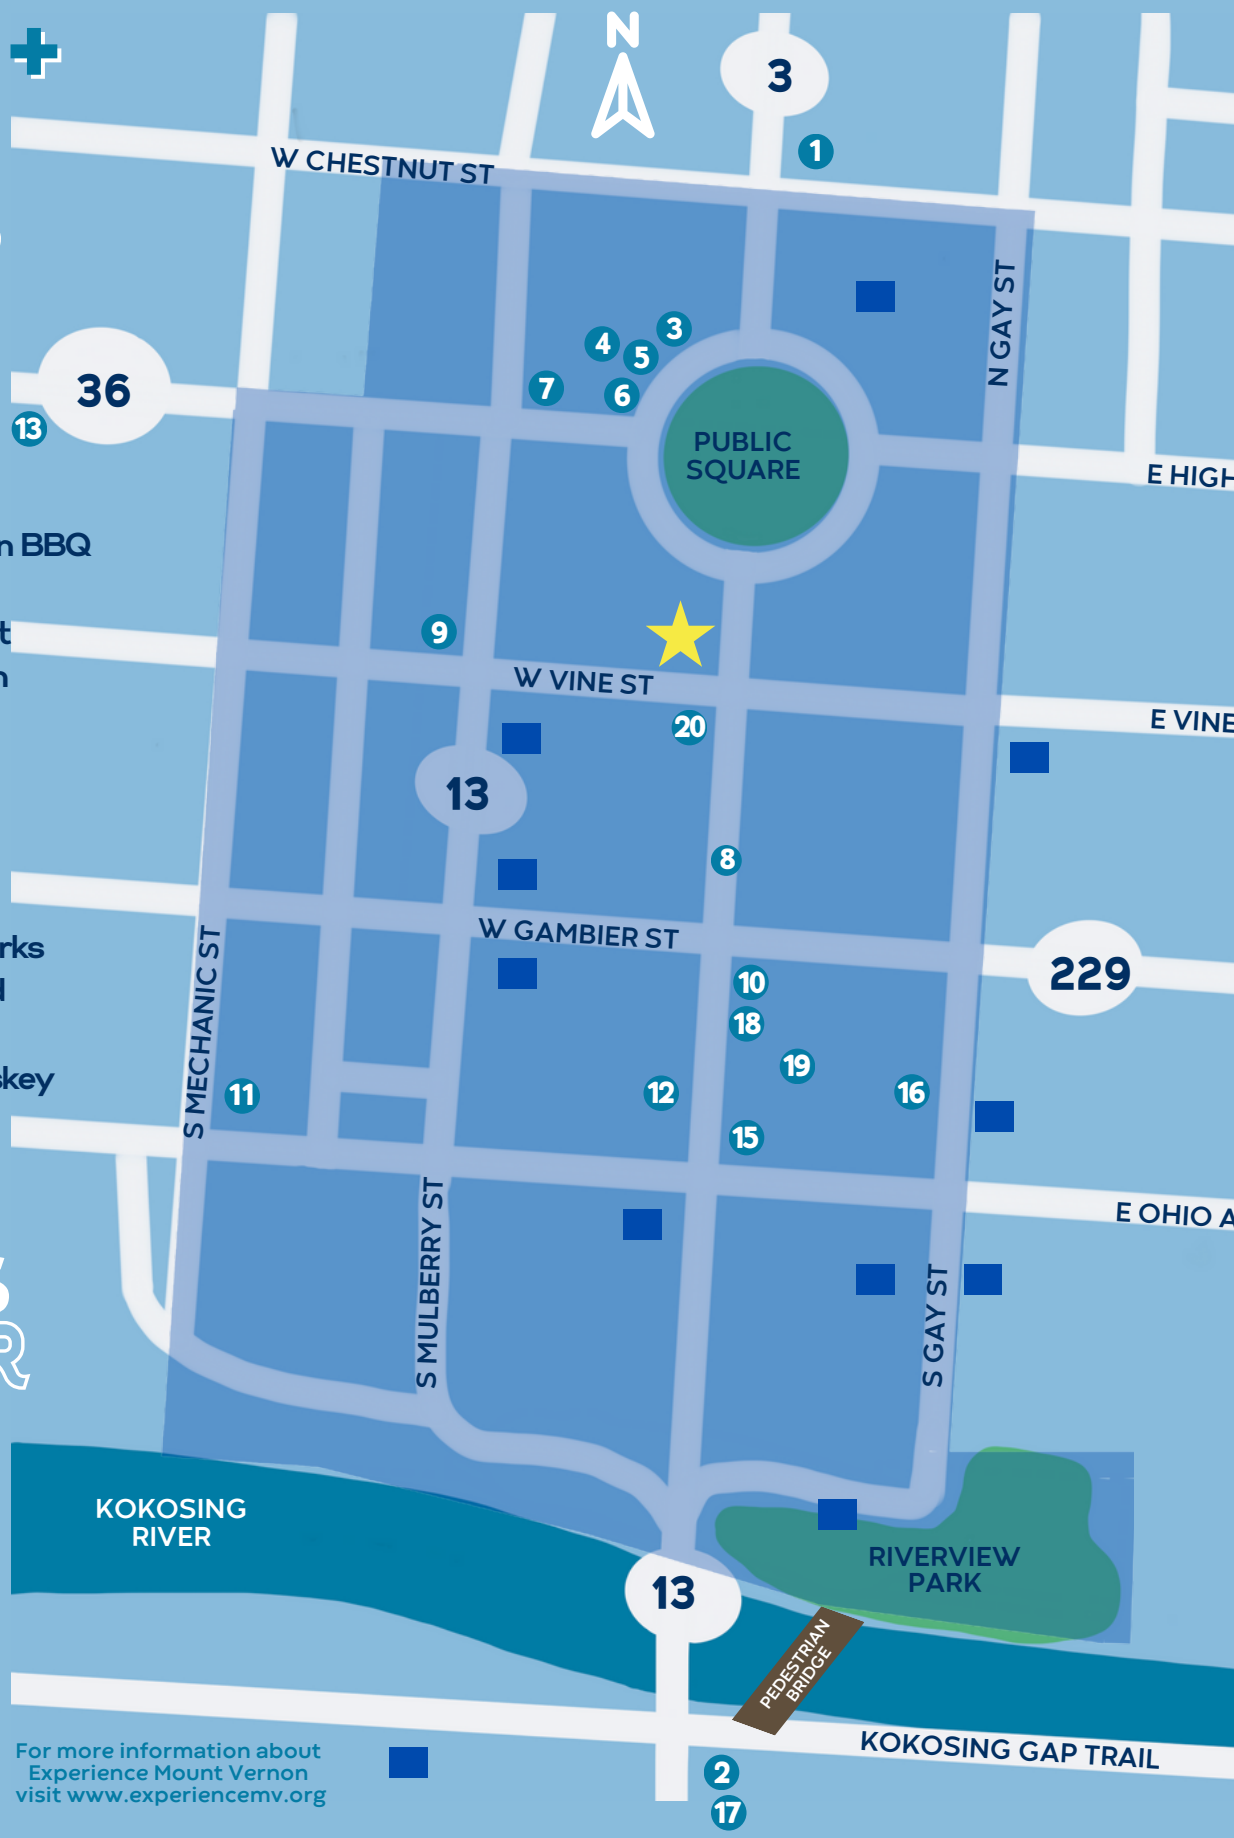 N
3
1
W CHESTNUT ST
N GAY ST
3
4
5
7
6
36
13
PUBLIC
SQUARE
E HIGH
n BBQ
t
n
9
W VINE ST
20
E VINE
13
8
W GAMBIER ST
rks
d
229
10
18
S MECHANIC ST
skey
11
12
19
16
15
S MULBERRY ST
E OHIO A
S GAY ST
S
R
KOKOSING
RIVER
RIVERVIEW
PARK
13
PEDESTRIAN
BRIDGE
KOKOSING GAP TRAIL
For more information about
Experience Mount Vernon
visit www.experiencemv.org
2
17